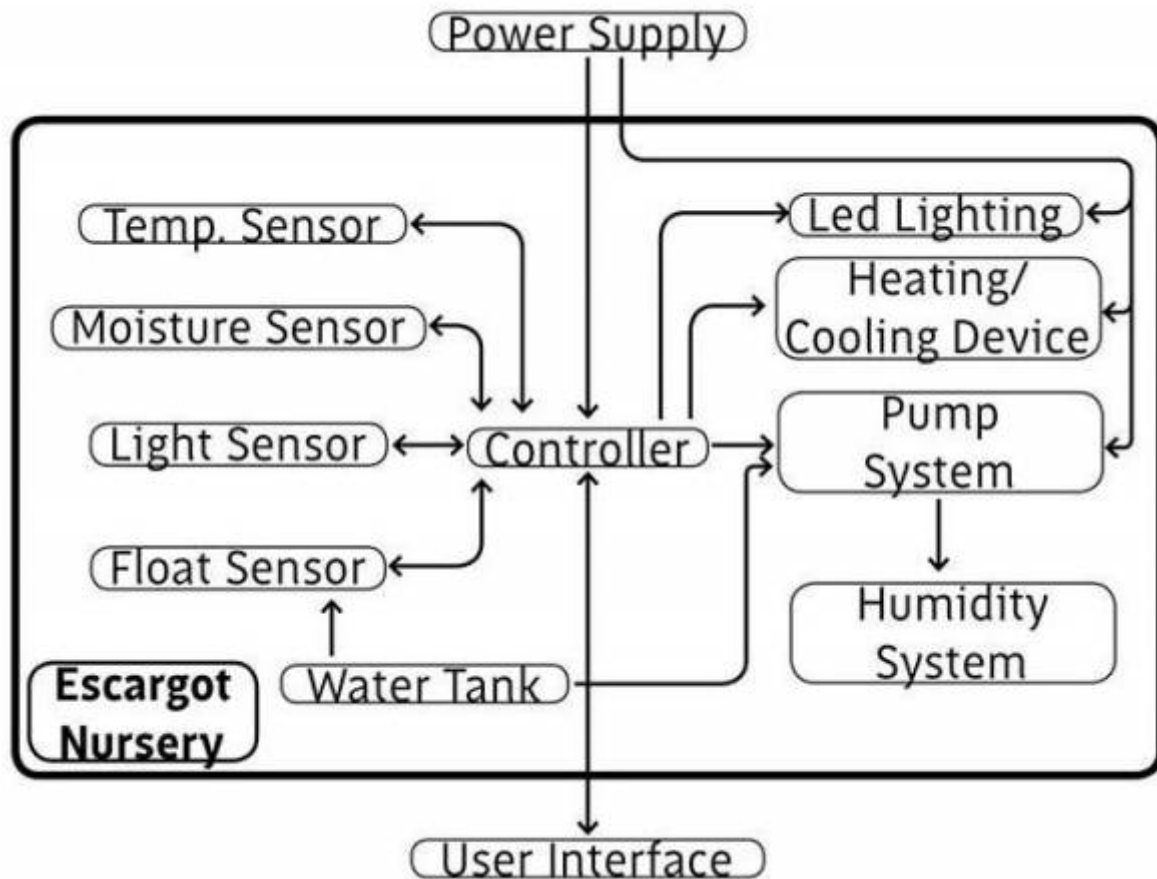 Power Supply
Temp. Sensor
Led Lighting
Moisture Sensor
Heating/
Cooling Device
Light Sensor
Controller
Pump
System
Float Sensor
Humidity
System
Water Tank
Escargot
Nursery
User Interface